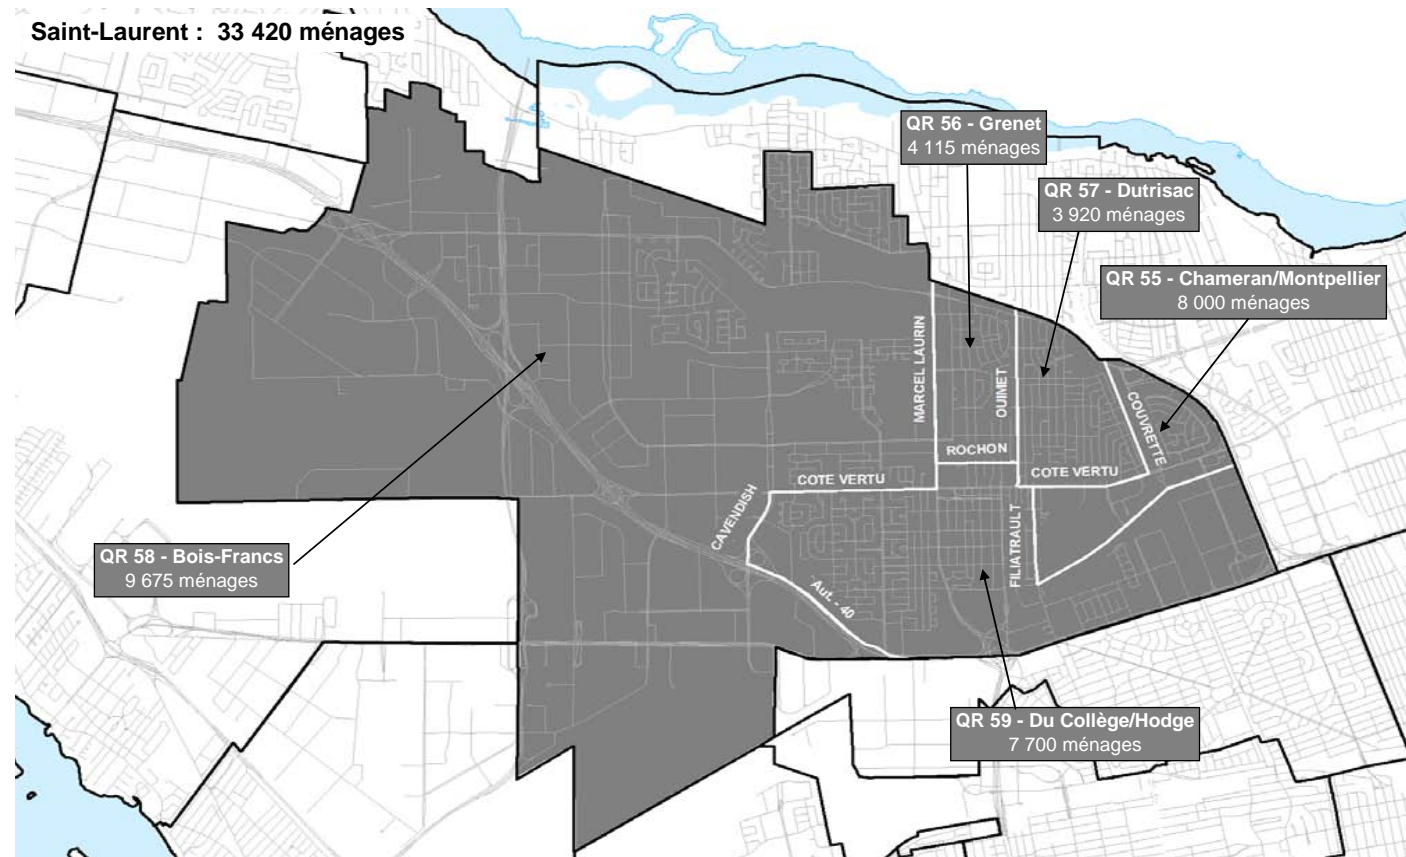 Saint-Laurent : 33 420 ménages
QR 56 - Grenet
4 115 ménages
QR 57 - Dutrisac
3 920 ménages
QR 55 - Chameran/Montpellier
8 000 ménages
MARCEL LAURIN
OUIMET
COUVRETTE
ROCHON
COTE VERTU
COTE VERTU
CAVENDISH
FILIATRAULT
QR 58 - Bois-Francs
9 675 ménages
Aut. - 40
QR 59 - Du Collège/Hodge
7 700 ménages